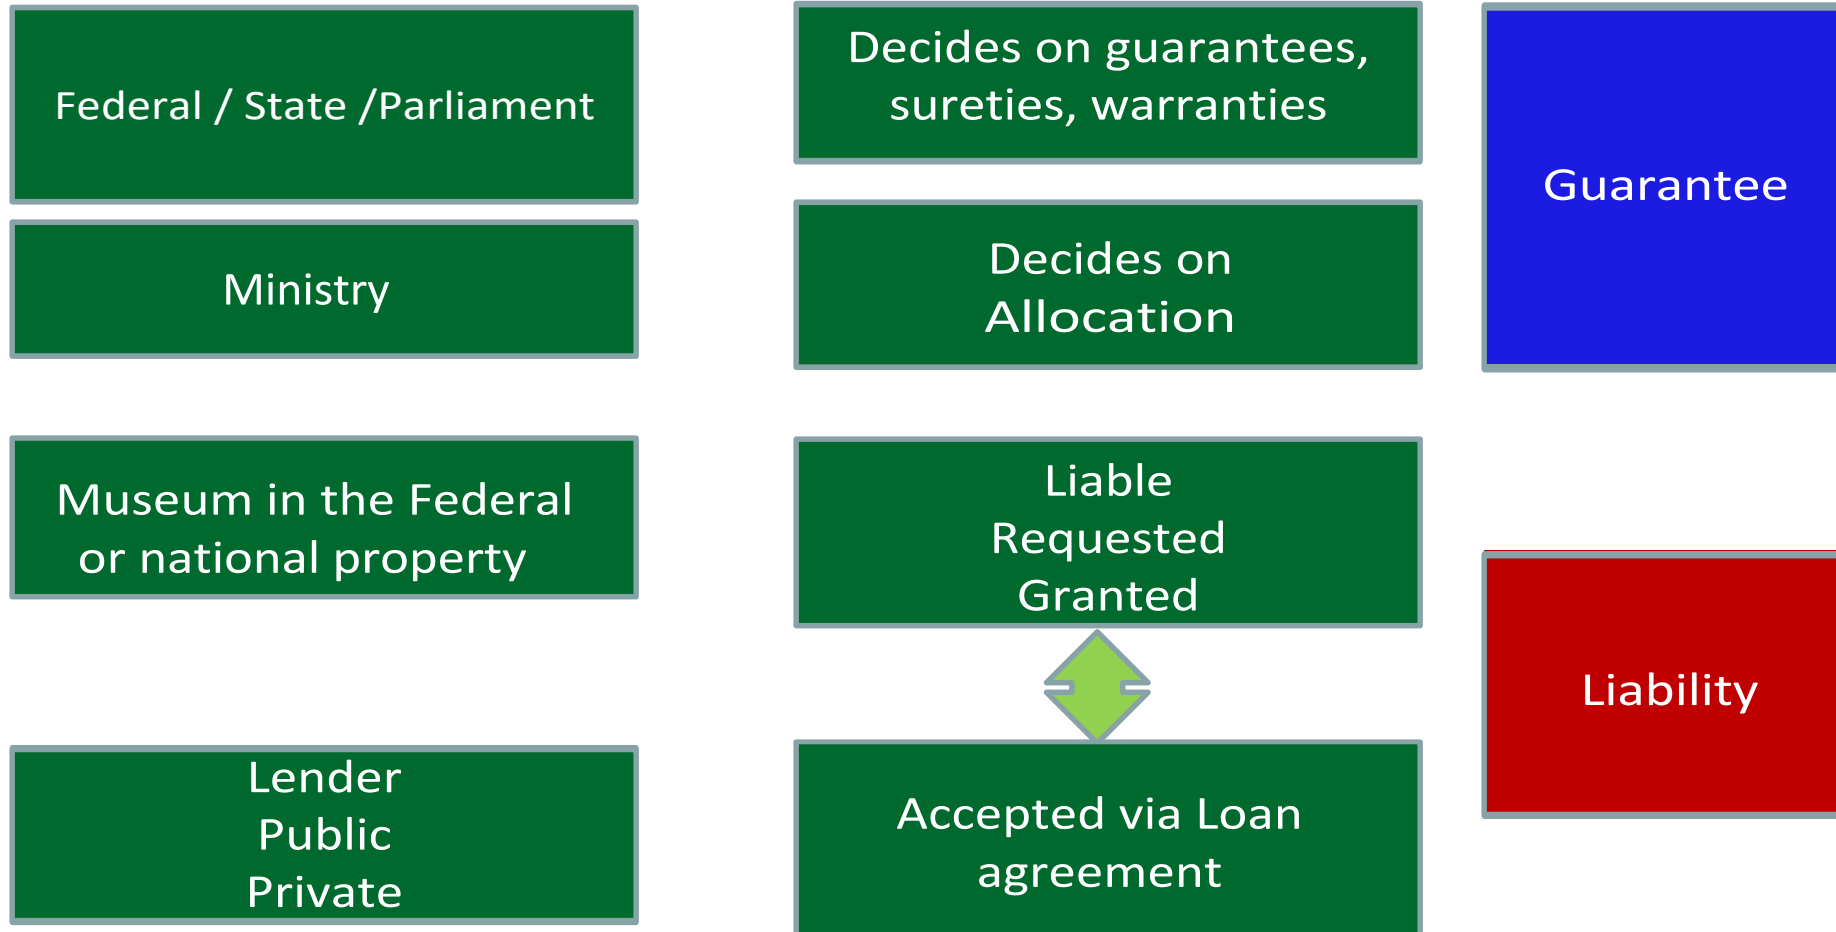 Federal / State /Parliament
Decides on guarantees,
sureties, warranties
Guarantee
Ministry
Decides on
Allocation
Museum in the Federal
or national property
Liable
Requested
Granted
Liability
Lender
Public
Private
Accepted via Loan
agreement